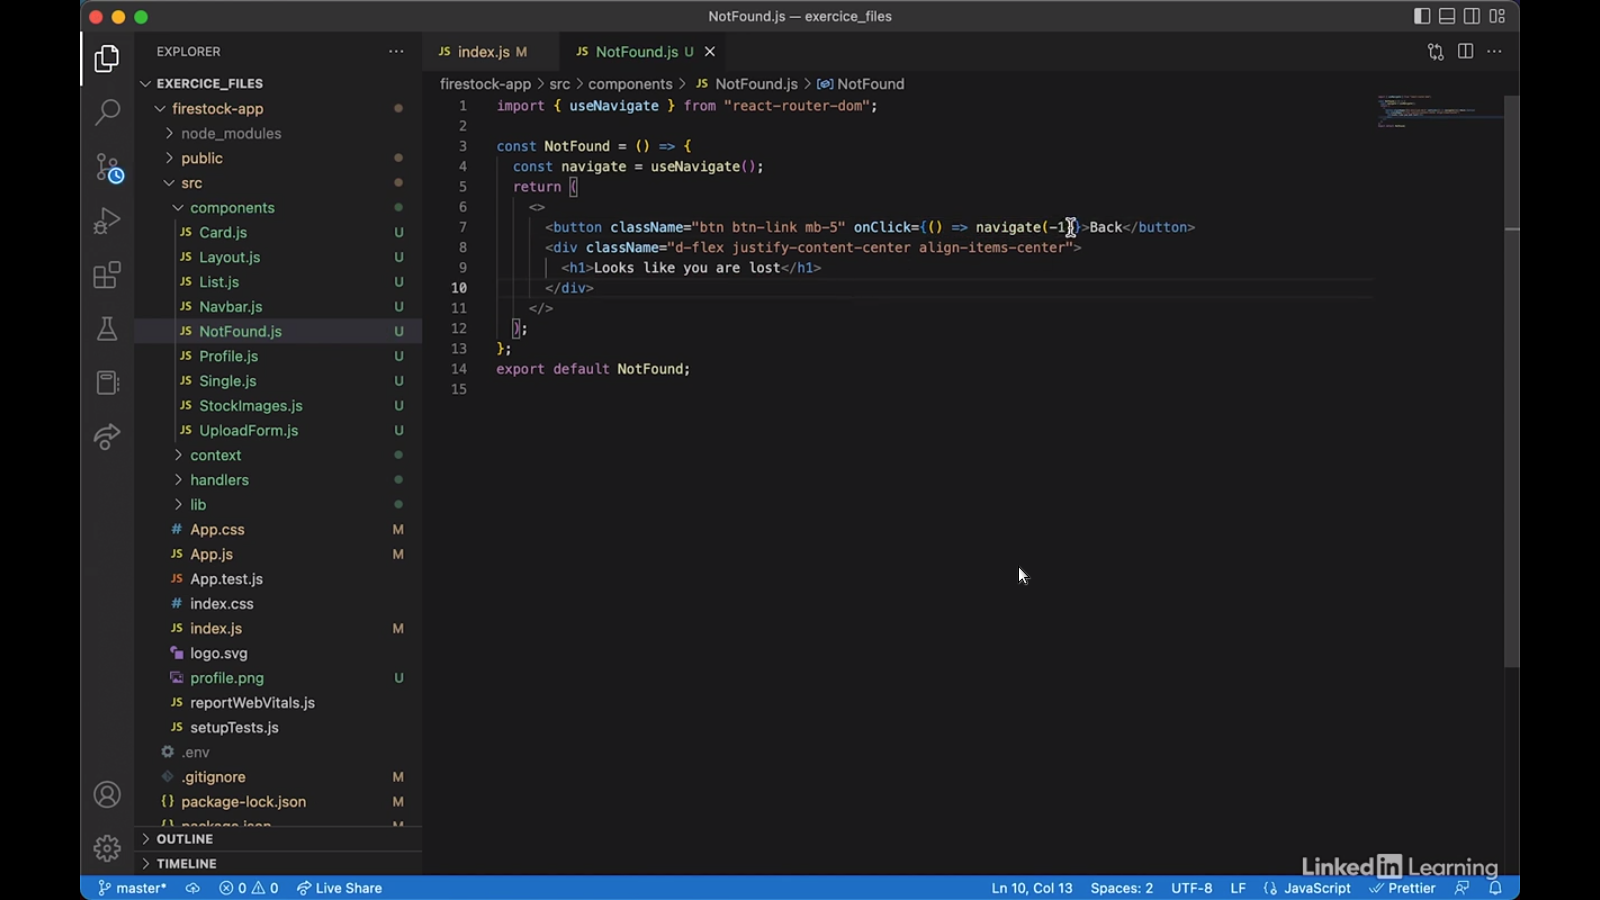 NotFound.js — exercice_files
EXPLORER
EXERCICE_FILES
firestock-app
node_modules
public
src
components
JS Card.js U
JS Layout.js U
JS List.js U
JS Navbar.js U
JS NotFound.js U
JS Profile.js U
JS Single.js U
JS StockImages.js U
JS UploadForm.js U
context
handlers
lib
# App.css M
JS App.js M
JS App.test.js
# index.css
JS index.js M
logo.svg
profile.png U
JS reportWebVitals.js
JS setupTests.js
.env
.gitignore M
{} package-lock.json M
{} package.json M
OUTLINE
TIMELINE
JS index.js M JS NotFound.js U
firestock-app > src > components > JS NotFound.js > NotFound
1 import { useNavigate } from "react-router-dom";
2
3 const NotFound = () => {
4 const navigate = useNavigate();
5 return (
6 <>
7 <button className="btn btn-link mb-5" onClick={() => navigate(-1)}>Back</button>
8 <div className="d-flex justify-content-center align-items-center">
9 <h1>Looks like you are lost</h1>
10 </div>
11 </>
12 );
13 };
14 export default NotFound;
15
LinkedIn Learning
master* 0 0 Live Share Ln 10, Col 13 Spaces: 2 UTF-8 LF {} JavaScript Prettier